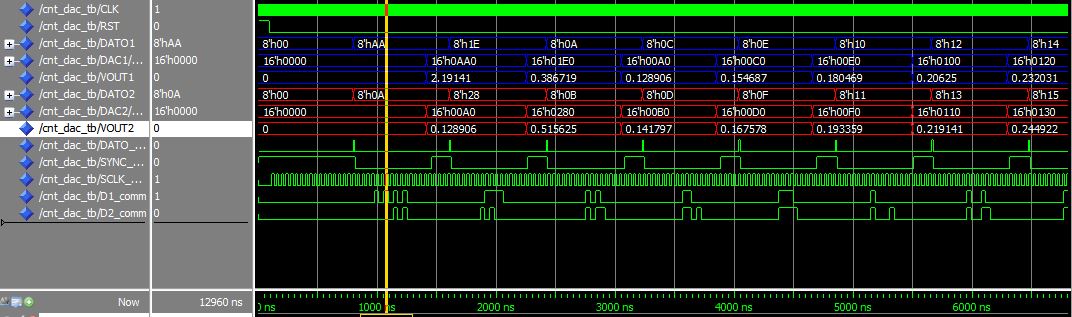 /cnt_dac_tb/CLK 1
/cnt_dac_tb/RST 0
/cnt_dac_tb/DATO1 8'hAA 8'h00 8'hAA 8'h1E 8'h0A 8'h0C 8'h0E 8'h10 8'h12 8'h14
/cnt_dac_tb/DAC1/... 16'h0000 16'h0000 16'h0AA0 16'h01E0 16'h00A0 16'h00C0 16'h00E0 16'h0100 16'h0120
/cnt_dac_tb/VOUT1 0 0 2.19141 0.386719 0.128906 0.154687 0.180469 0.20625 0.232031
/cnt_dac_tb/DATO2 8'h0A 8'h00 8'h0A 8'h28 8'h0B 8'h0D 8'h0F 8'h11 8'h13 8'h15
/cnt_dac_tb/DAC2/... 16'h0000 16'h0000 16'h00A0 16'h0280 16'h00B0 16'h00D0 16'h00F0 16'h0110 16'h0130
/cnt_dac_tb/VOUT2 0 0 0.128906 0.515625 0.141797 0.167578 0.193359 0.219141 0.244922
/cnt_dac_tb/DATO_... 0
/cnt_dac_tb/SYNC_... 0
/cnt_dac_tb/SCLK_... 1
/cnt_dac_tb/D1_comm 1
/cnt_dac_tb/D2_comm 0
Now 12960 ns ns 1000 ns 2000 ns 3000 ns 4000 ns 5000 ns 6000 ns